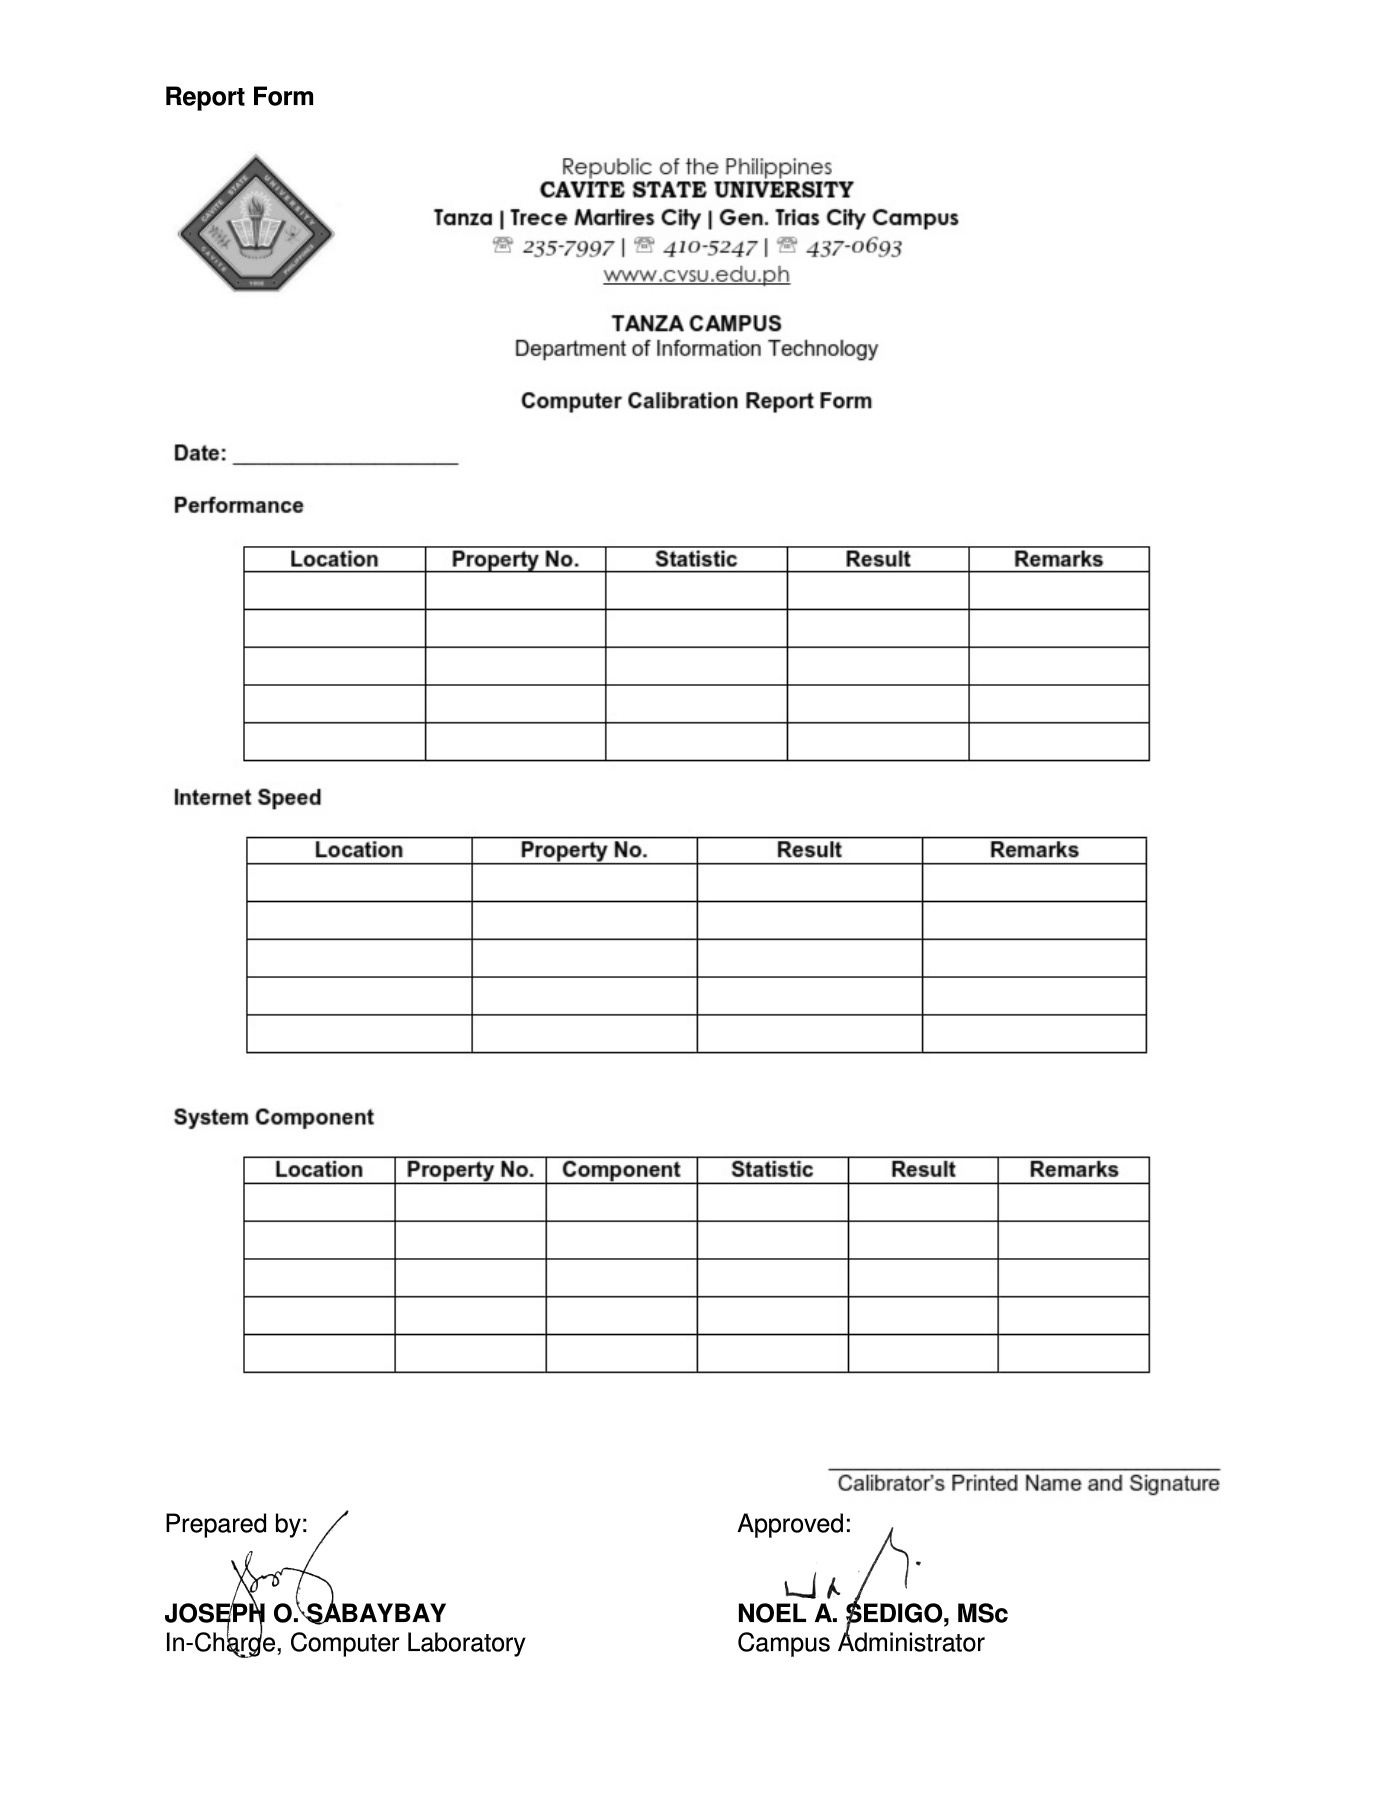 Report Form
CAVITE STATE UNIVERSITY
CAVITE PHILIPPINES
1906
Republic of the Philippines
CAVITE STATE UNIVERSITY
Tanza | Trece Martires City | Gen. Trias City Campus
☏ 235-7997 | ☏ 410-5247 | ☏ 437-0693
www.cvsu.edu.ph
TANZA CAMPUS
Department of Information Technology
Computer Calibration Report Form
Date: ___________________
Performance
Location Property No. Statistic Result Remarks
Internet Speed
Location Property No. Result Remarks
System Component
Location Property No. Component Statistic Result Remarks
Calibrator's Printed Name and Signature
Prepared by: Approved:
JOSEPH O. SABAYBAY NOEL A. SEDIGO, MSc
In-Charge, Computer Laboratory Campus Administrator